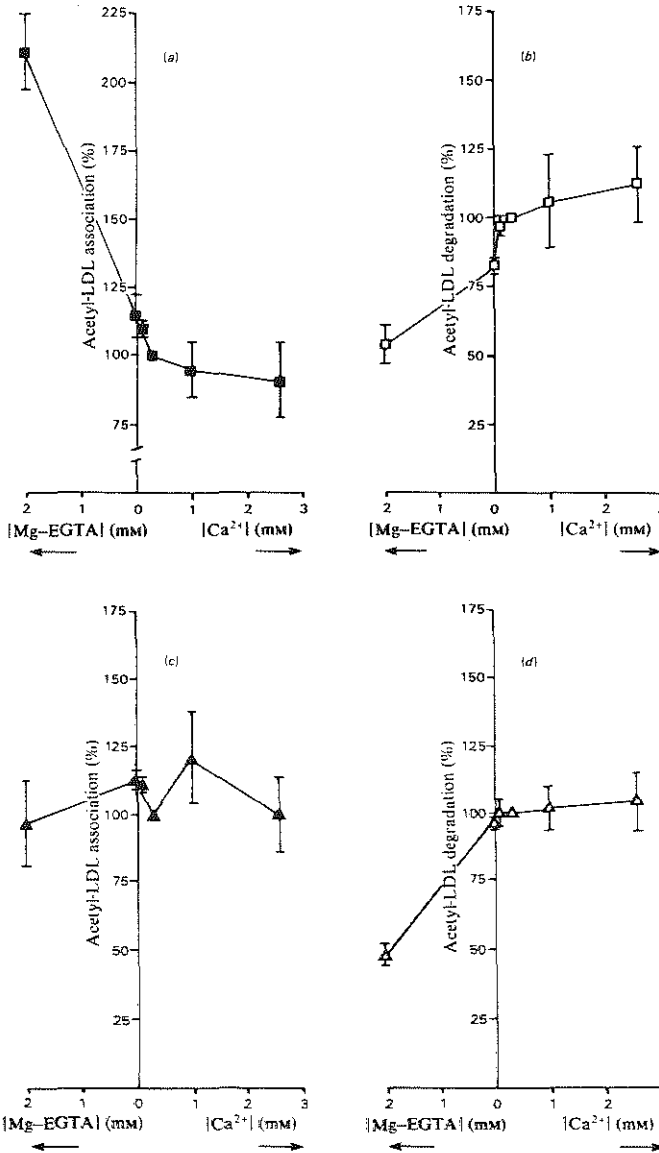 (a)
Acetyl-LDL association (%)
225
200
175
150
125
100
75
2 1 0 1 2 3
[Mg–EGTA] (mM) [Ca²⁺] (mM)
(b)
Acetyl-LDL degradation (%)
175
150
125
100
75
50
25
2 1 0 1 2
[Mg–EGTA] (mM) [Ca²⁺] (mM)
(c)
Acetyl-LDL association (%)
175
150
125
100
75
50
25
2 1 0 1 2 3
[Mg–EGTA] (mM) [Ca²⁺] (mM)
(d)
Acetyl-LDL degradation (%)
175
150
125
100
75
50
25
2 1 0 1 2
[Mg–EGTA] (mM) [Ca²⁺] (mM)